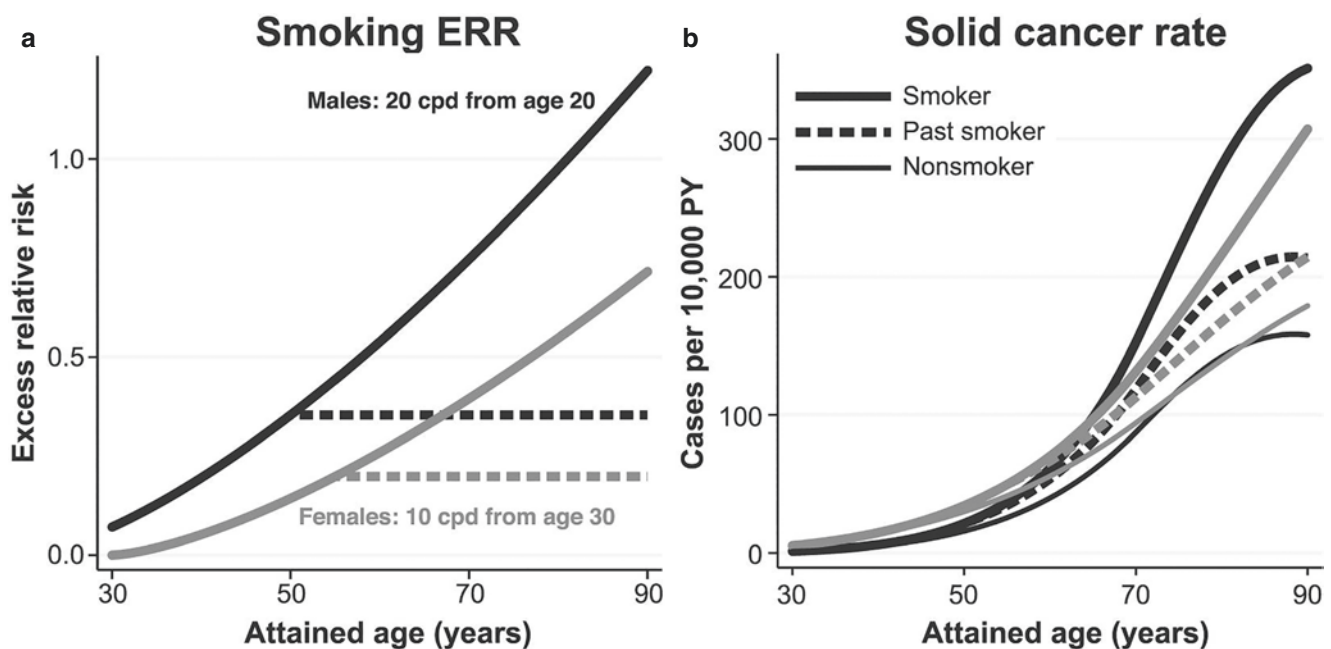 a
Smoking ERR
Males: 20 cpd from age 20
1.0
0.5
0.0
Excess relative risk
Females: 10 cpd from age 30
30 50 70 90
Attained age (years)
b
Solid cancer rate
Smoker
Past smoker
Nonsmoker
300
200
100
0
Cases per 10,000 PY
30 50 70 90
Attained age (years)